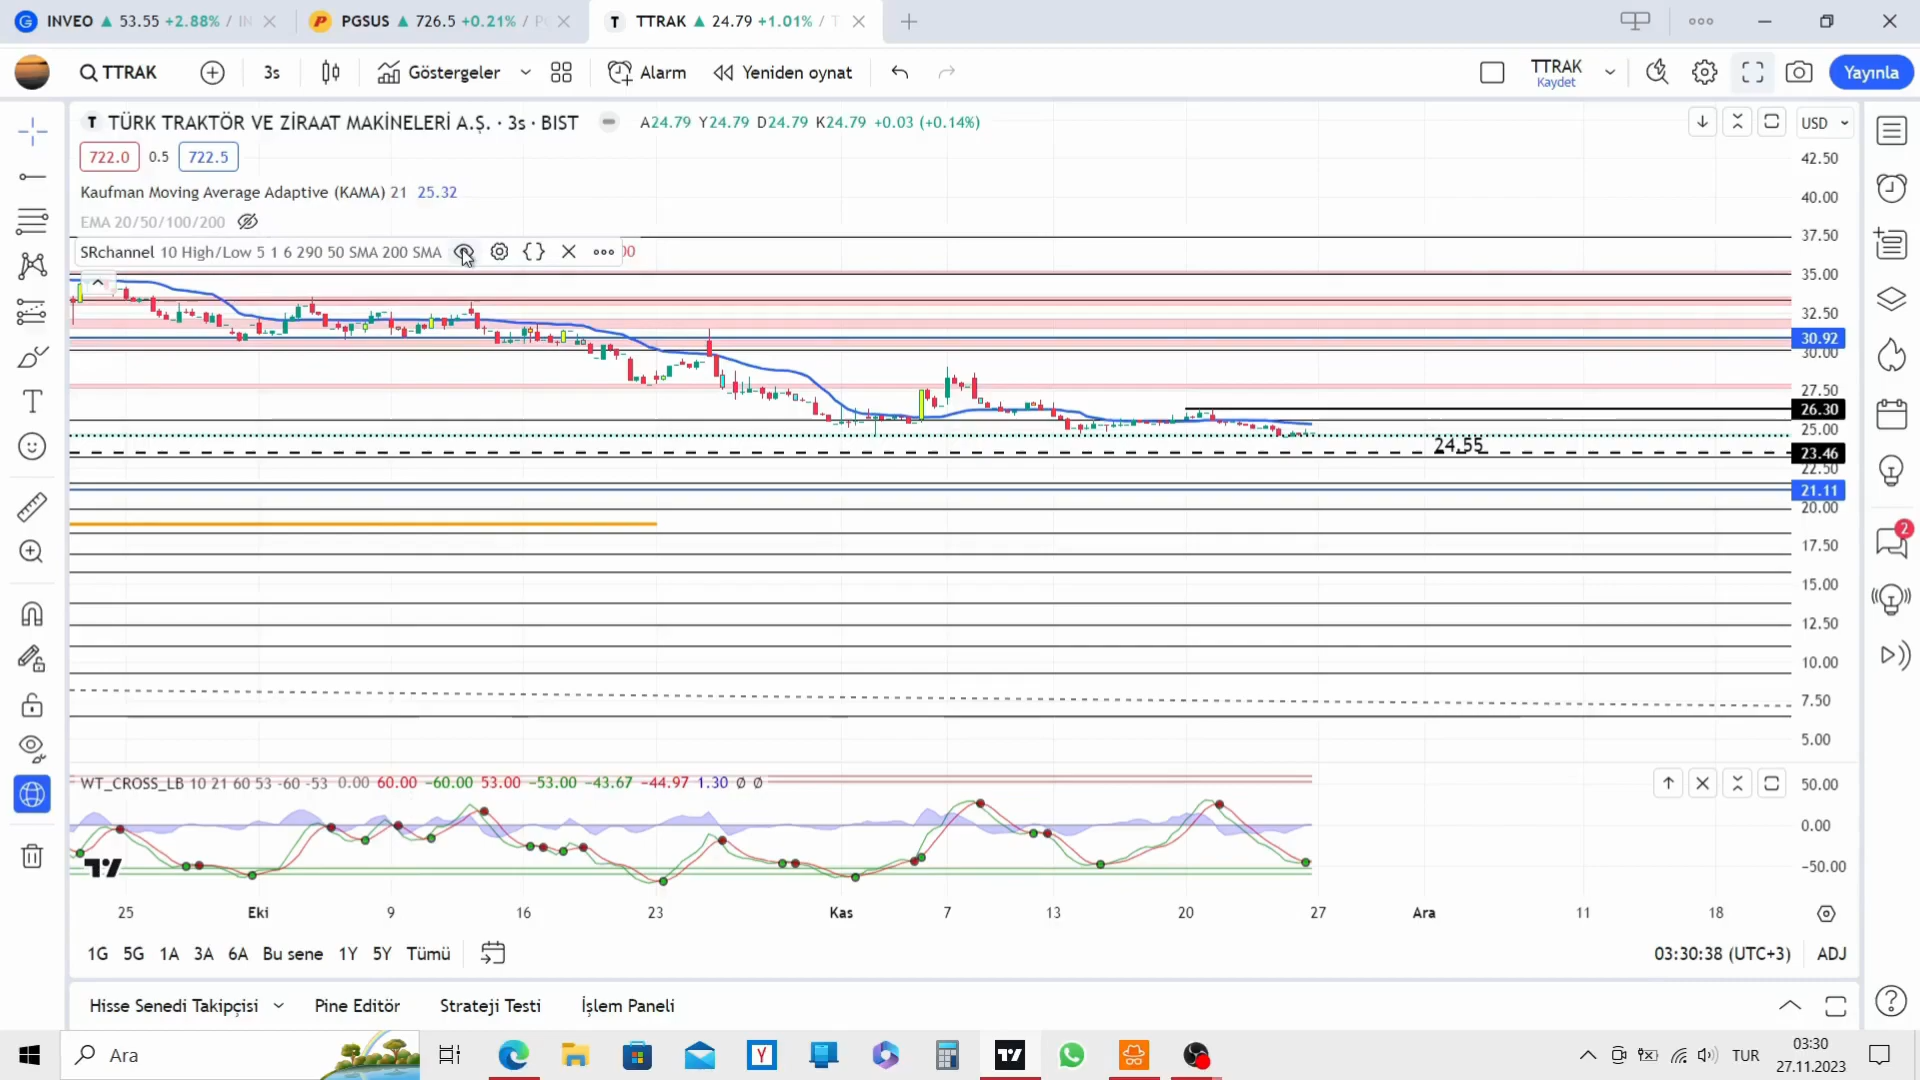 INVEO ▲ 53.55 +2.88% / IN
PGSUS ▲ 726.5 +0.21% / P
TTRAK ▲ 24.79 +1.01% / T
TTRAK
3s
Göstergeler
Alarm
Yeniden oynat
TTRAK
Kaydet
Yayınla
TÜRK TRAKTÖR VE ZİRAAT MAKİNELERİ A.Ş. · 3s · BIST
A24.79 Y24.79 D24.79 K24.79 +0.03 (+0.14%)
USD
722.0 0.5 722.5
Kaufman Moving Average Adaptive (KAMA) 21 25.32
EMA 20/50/100/200
SRchannel 10 High/Low 5 1 6 290 50 SMA 200 SMA
00
42.50
40.00
37.50
35.00
32.50
30.92
30.00
27.50
26.30
25.00
24.55
23.46
22.50
21.11
20.00
17.50
15.00
12.50
10.00
7.50
5.00
2
WT_CROSS_LB 10 21 60 53 -60 -53 0.00 60.00 −60.00 53.00 −53.00 −43.67 −44.97 1.30 Ø Ø
50.00
0.00
−50.00
25 Eki 9 16 23 Kas 7 13 20 27 Ara 11 18
1G 5G 1A 3A 6A Bu sene 1Y 5Y Tümü
03:30:38 (UTC+3) ADJ
Hisse Senedi Takipçisi Pine Editör Strateji Testi İşlem Paneli
Ara
TUR
03:30
27.11.2023